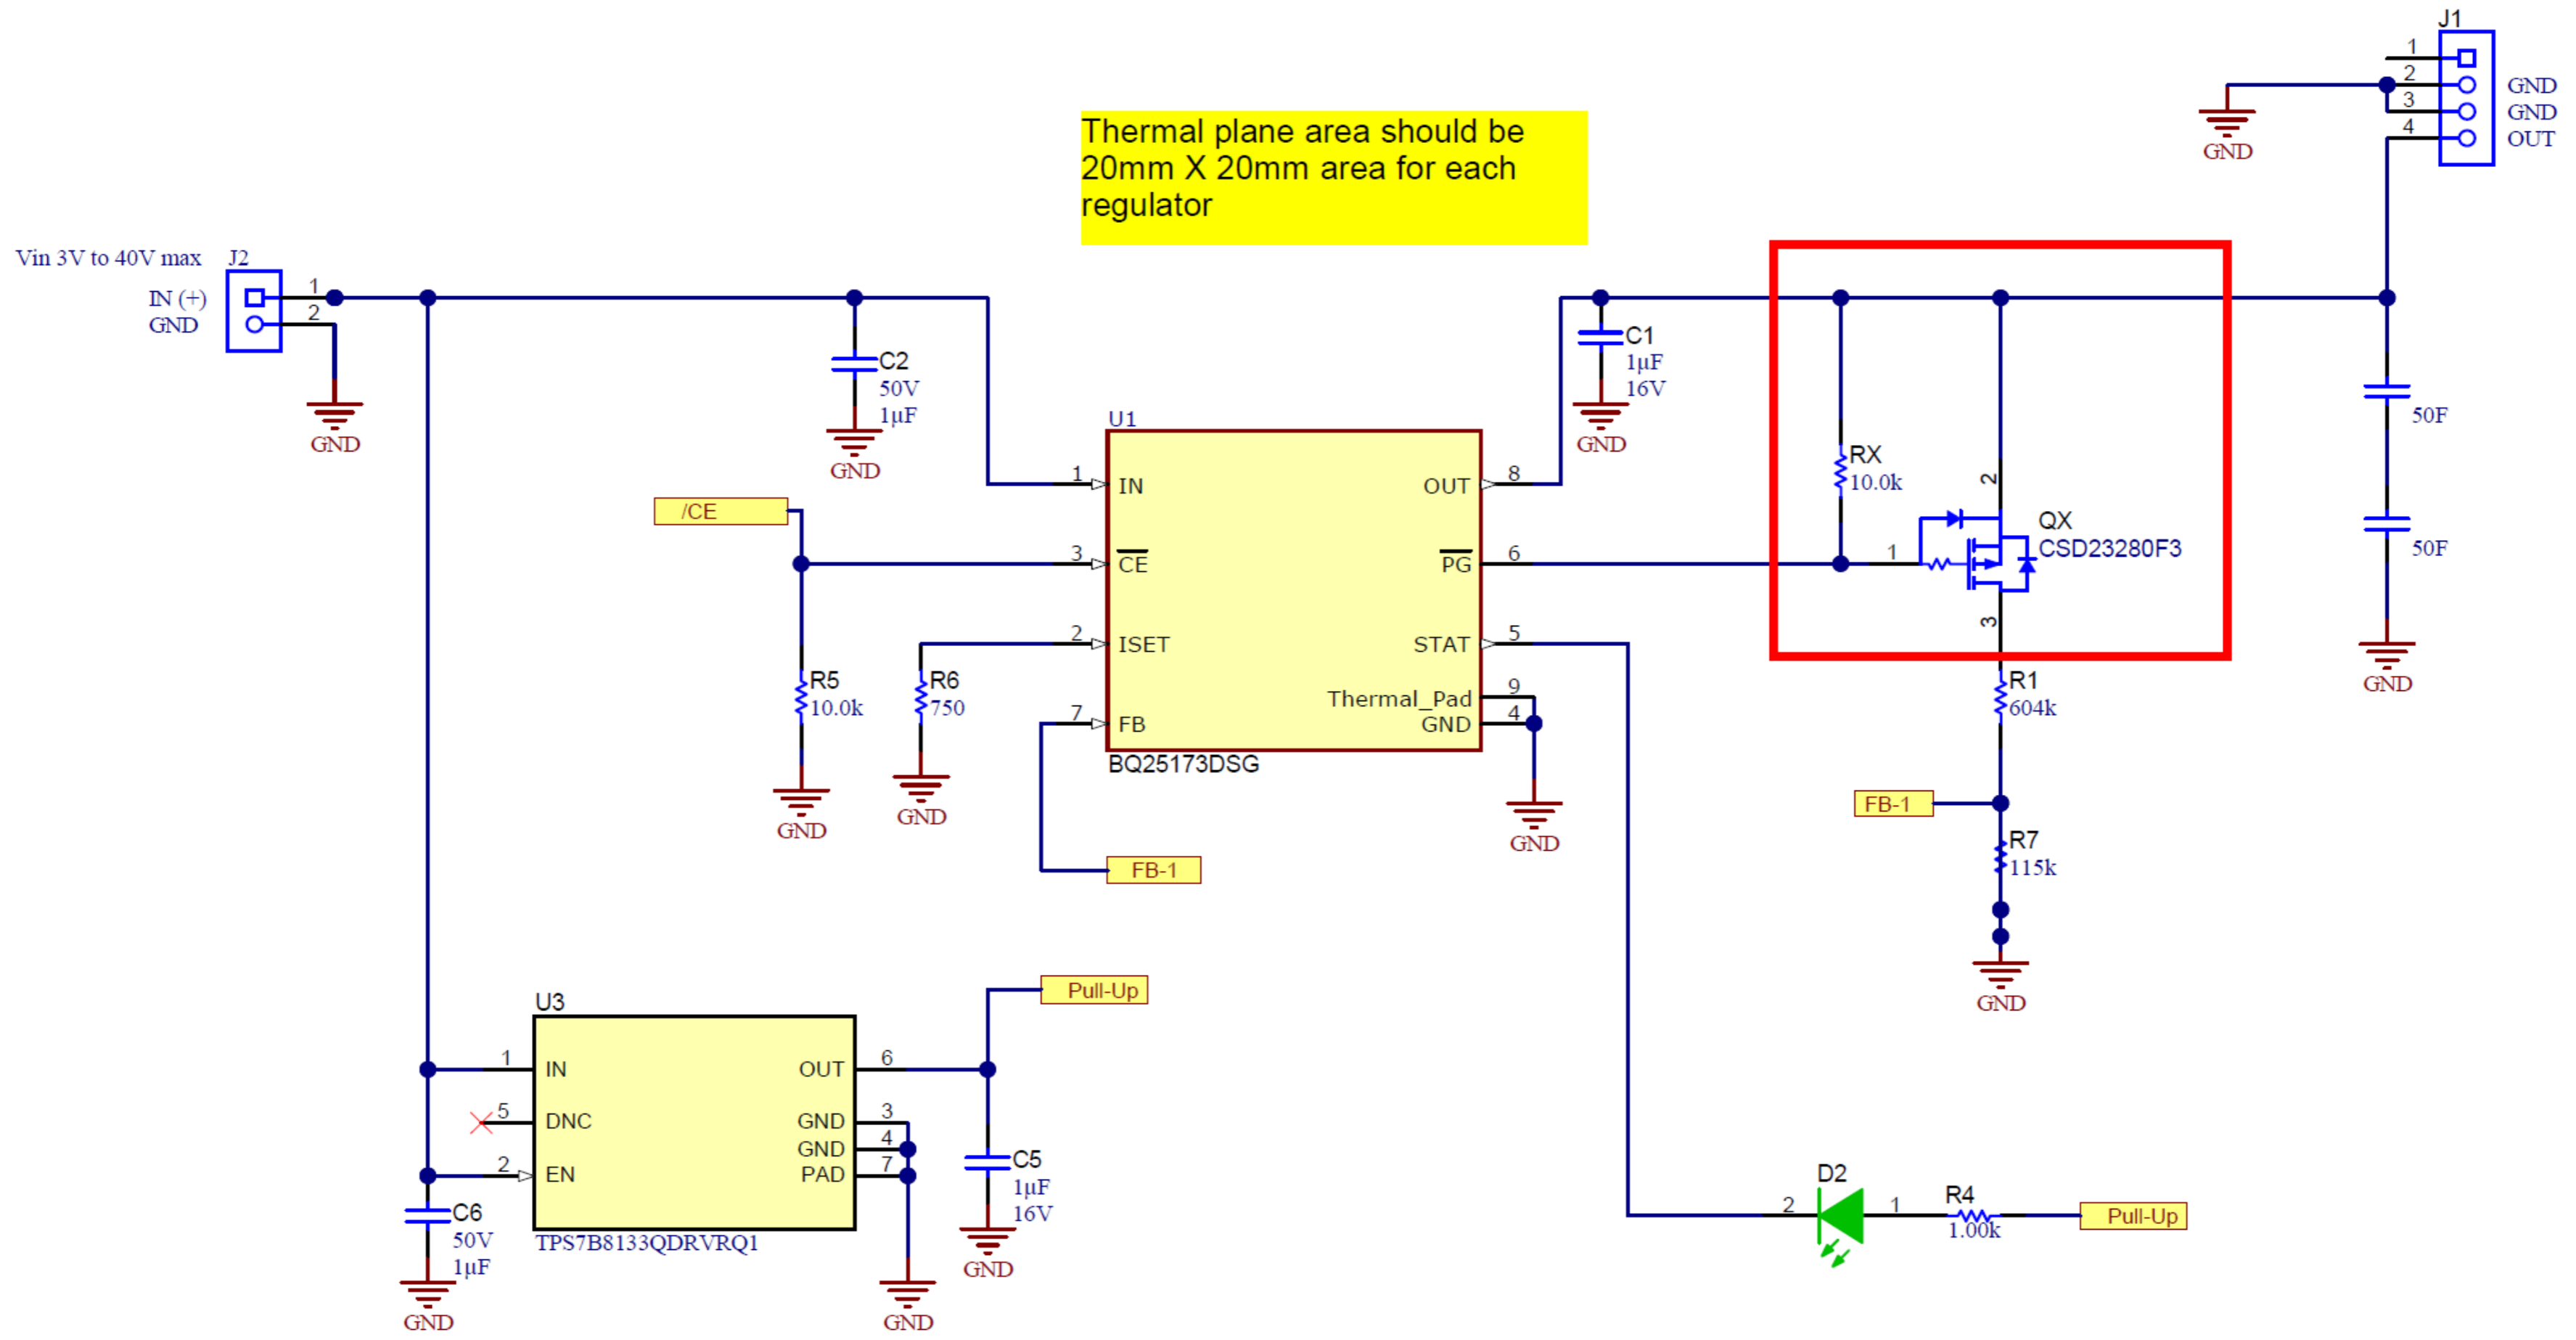 J1
1
2
GND
3
GND
4
OUT
GND
Thermal plane area should be
20mm X 20mm area for each
regulator
Vin 3V to 40V max
J2
IN (+)
1
GND
2
GND
C2
50V
1µF
GND
C1
1µF
16V
GND
50F
50F
GND
RX
10.0k
2
QX
CSD23280F3
1
3
U1
1
IN
OUT
8
/CE
3
CE
PG
6
2
ISET
STAT
5
Thermal_Pad
9
7
FB
GND
4
BQ25173DSG
GND
R5
10.0k
GND
R6
750
GND
FB-1
R1
604k
FB-1
R7
115k
GND
Pull-Up
U3
1
IN
OUT
6
5
DNC
GND
3
GND
4
2
EN
PAD
7
TPS7B8133QDRVRQ1
C6
50V
1µF
GND
GND
C5
1µF
16V
GND
D2
2
1
R4
1.00k
Pull-Up